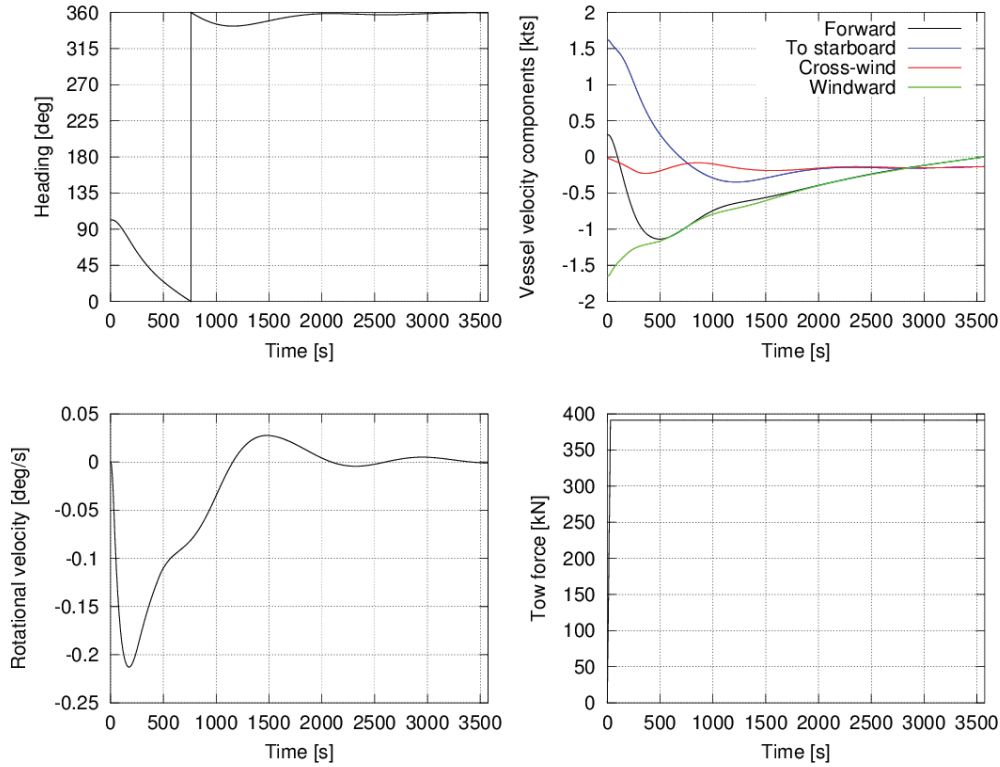 Heading [deg]
360
315
270
225
180
135
90
45
0
0 500 1000 1500 2000 2500 3000 3500
Time [s]
Vessel velocity components [kts]
2
1.5
1
0.5
0
-0.5
-1
-1.5
-2
Forward
To starboard
Cross-wind
Windward
0 500 1000 1500 2000 2500 3000 3500
Time [s]
Rotational velocity [deg/s]
0.05
0
-0.05
-0.1
-0.15
-0.2
-0.25
0 500 1000 1500 2000 2500 3000 3500
Time [s]
Tow force [kN]
400
350
300
250
200
150
100
50
0
0 500 1000 1500 2000 2500 3000 3500
Time [s]